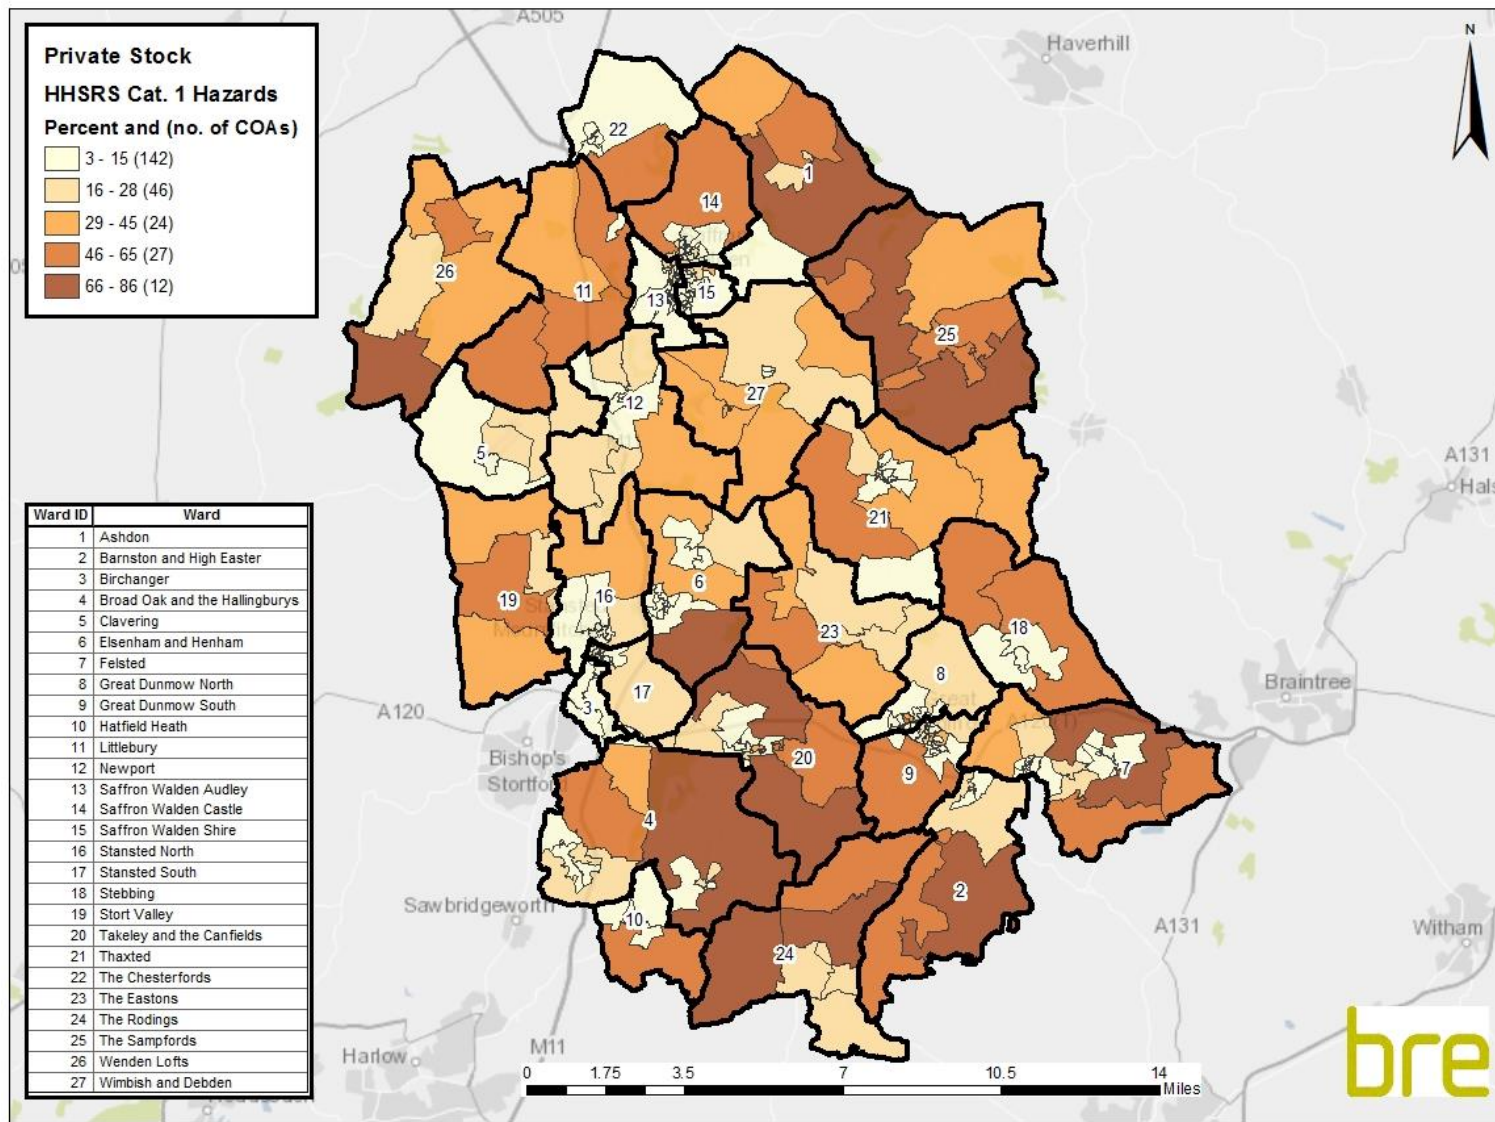 Private Stock
HHSRS Cat. 1 Hazards
Percent and (no. of COAs)
3 - 15 (142)
16 - 28 (46)
29 - 45 (24)
46 - 65 (27)
66 - 86 (12)
A505
Haverhill
N
22
1
14
26
11
13
15
25
27
12
5
A131
21
19
16
6
23
18
8
17
3
A120
Braintree
Bishop's
20
9
7
4
2
Sawbridgeworth
10
A131
Witham
24
Harlow
M11
Ward ID Ward
1 Ashdon
2 Barnston and High Easter
3 Birchanger
4 Broad Oak and the Hallingburys
5 Clavering
6 Elsenham and Henham
7 Felsted
8 Great Dunmow North
9 Great Dunmow South
10 Hatfield Heath
11 Littlebury
12 Newport
13 Saffron Walden Audley
14 Saffron Walden Castle
15 Saffron Walden Shire
16 Stansted North
17 Stansted South
18 Stebbing
19 Stort Valley
20 Takeley and the Canfields
21 Thaxted
22 The Chesterfords
23 The Eastons
24 The Rodings
25 The Sampfords
26 Wenden Lofts
27 Wimbish and Debden
0 1.75 3.5 7 10.5 14
Miles
bre